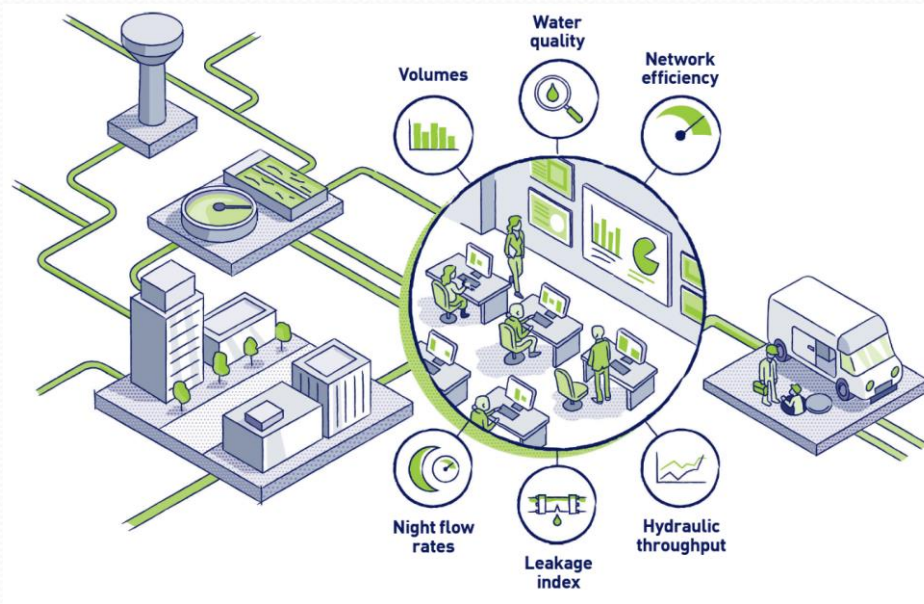 Water
quality
Volumes
Network
efficiency
Night flow
rates
Leakage
index
Hydraulic
throughput